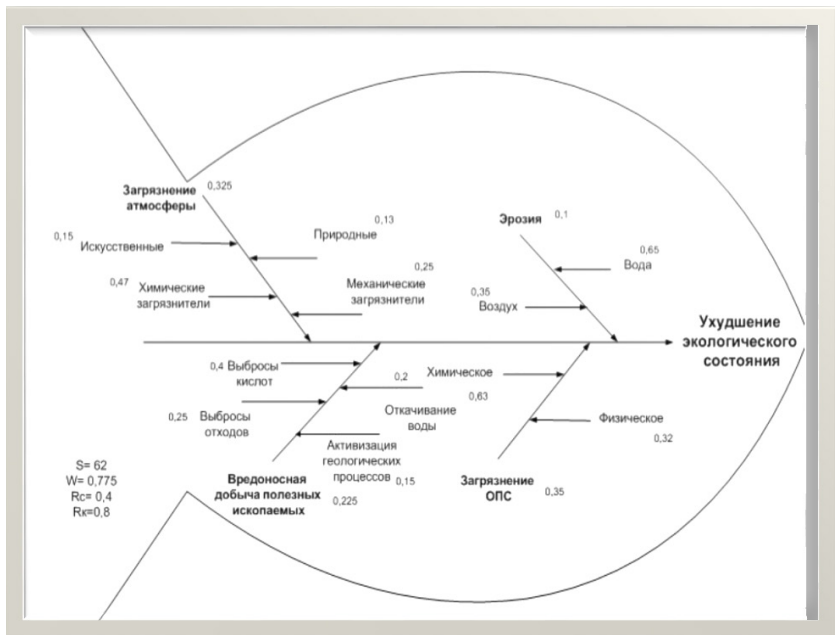 Загрязнение
атмосферы
0,325
0,15
Искусственные
0,13
Природные
0,47
Химические
загрязнители
0,25
Механические
загрязнители
Эрозия
0,1
0,65
Вода
0,35
Воздух
Ухудшение
экологического
состояния
0,4 Выбросы
кислот
0,2
Химическое
0,63
0,25
Выбросы
отходов
Откачивание
воды
Физическое
0,32
Активизация
геологических
процессов 0,15
Вредоносная
добыча полезных
ископаемых
0,225
Загрязнение
ОПС
0,35
S= 62
W= 0,775
Rc= 0,4
Rк=0,8